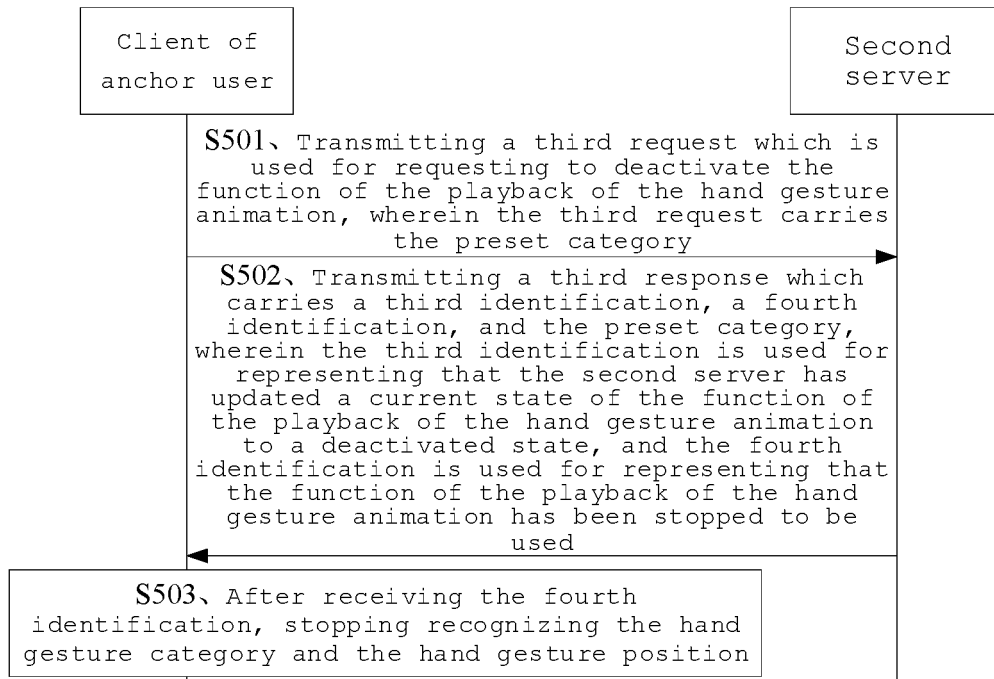 Client of
anchor user
Second
server
S501、Transmitting a third request which is
used for requesting to deactivate the
function of the playback of the hand gesture
animation, wherein the third request carries
the preset category
S502、Transmitting a third response which
carries a third identification, a fourth
identification, and the preset category,
wherein the third identification is used for
representing that the second server has
updated a current state of the function of
the playback of the hand gesture animation
to a deactivated state, and the fourth
identification is used for representing that
the function of the playback of the hand
gesture animation has been stopped to be
used
S503、After receiving the fourth
identification, stopping recognizing the hand
gesture category and the hand gesture position